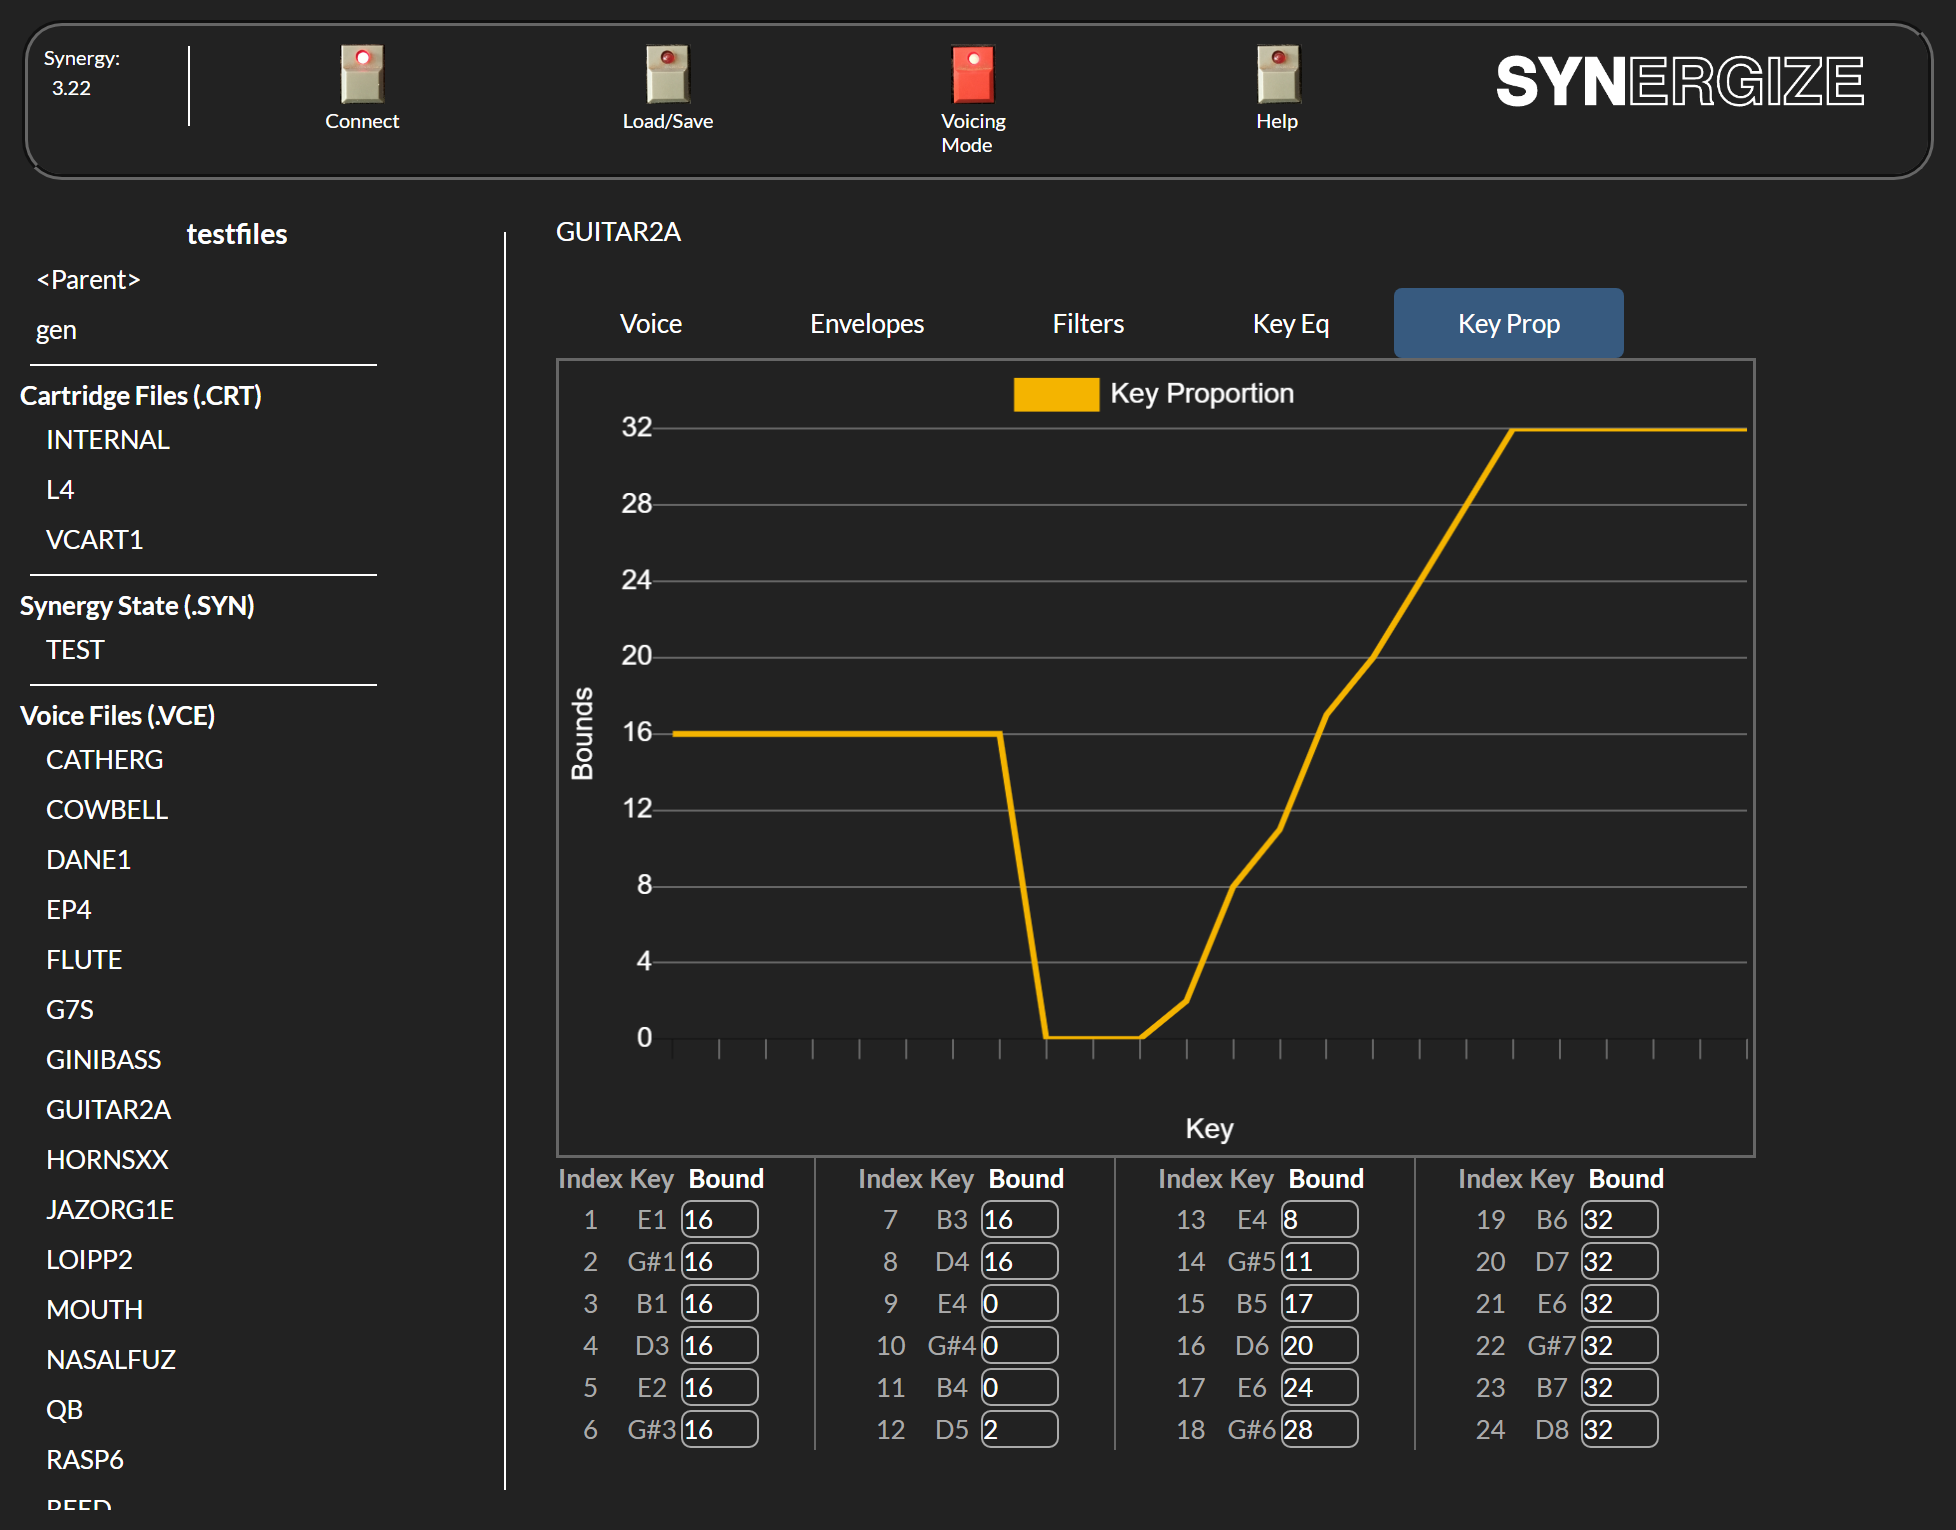 Synergy:
3.22
Connect
Load/Save
Voicing
Mode
Help
SYNERGIZE
testfiles
<Parent>
gen
Cartridge Files (.CRT)
INTERNAL
L4
VCART1
Synergy State (.SYN)
TEST
Voice Files (.VCE)
CATHERG
COWBELL
DANE1
EP4
FLUTE
G7S
GINIBASS
GUITAR2A
HORNSXX
JAZORG1E
LOIPP2
MOUTH
NASALFUZ
QB
RASP6
REED
GUITAR2A
Voice Envelopes Filters Key Eq Key Prop
Key Proportion
32
28
24
20
16
12
8
4
0
Bounds
Key
Index Key Bound Index Key Bound Index Key Bound Index Key Bound
1 E1 16 7 B3 16 13 E4 8 19 B6 32
2 G#1 16 8 D4 16 14 G#5 11 20 D7 32
3 B1 16 9 E4 0 15 B5 17 21 E6 32
4 D3 16 10 G#4 0 16 D6 20 22 G#7 32
5 E2 16 11 B4 0 17 E6 24 23 B7 32
6 G#3 16 12 D5 2 18 G#6 28 24 D8 32